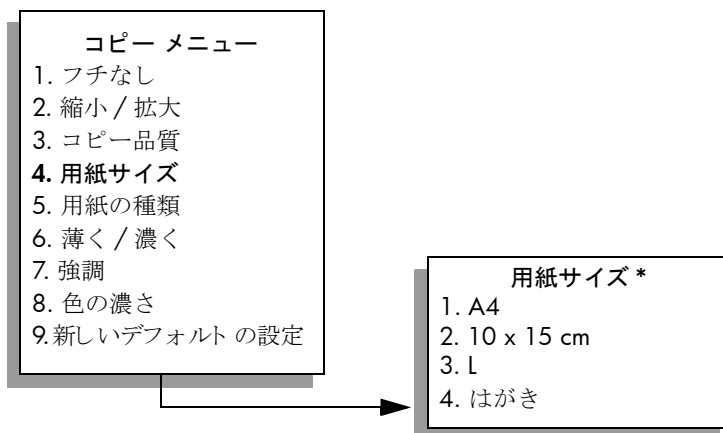 コピー メニュー
1. フチなし
2. 縮小 / 拡大
3. コピー品質
4. 用紙サイズ
5. 用紙の種類
6. 薄く / 濃く
7. 強調
8. 色の濃さ
9.新しいデフォルト の設定
用紙サイズ *
1. A4
2. 10 x 15 cm
3. L
4. はがき